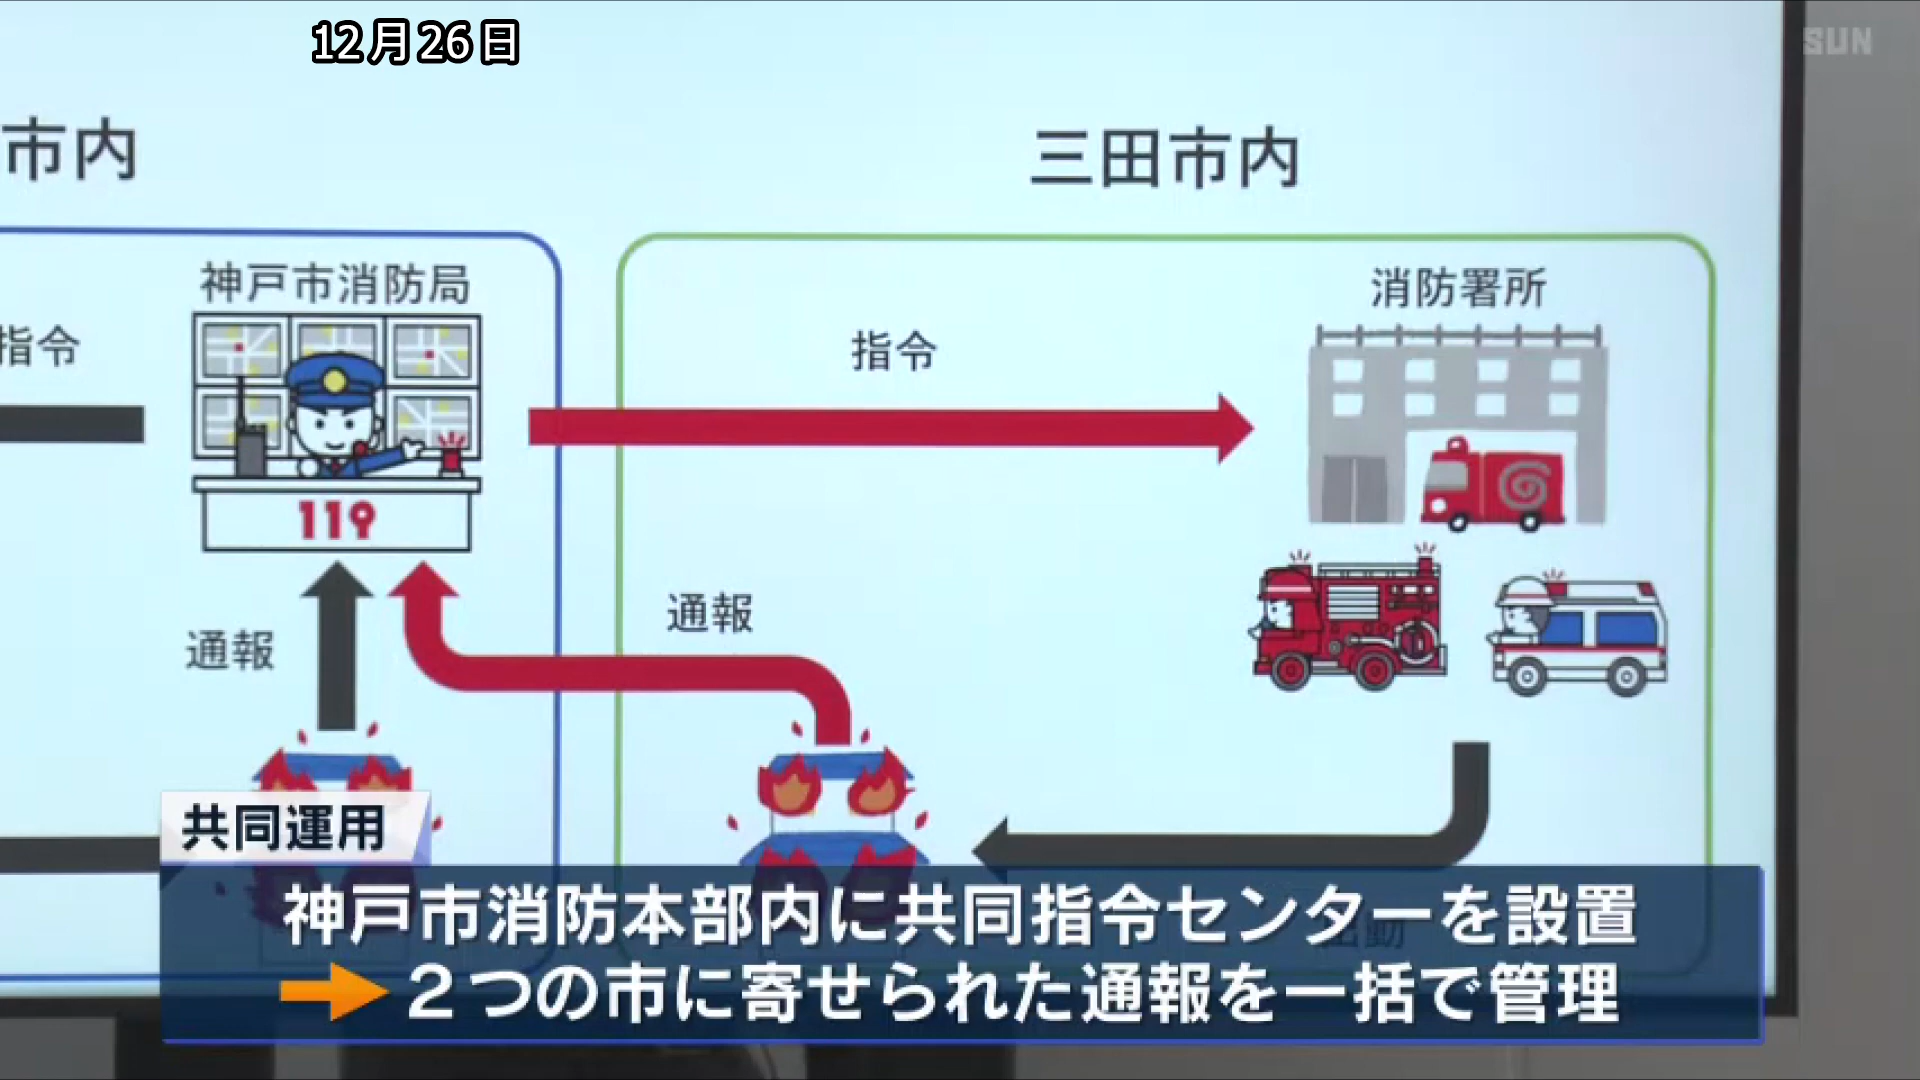 12月26日
SUN
市内
三田市内
神戸市消防局
消防署所
指令
指令
119
通報
通報
共同運用
神戸市消防本部内に共同指令センターを設置
2つの市に寄せられた通報を一括で管理